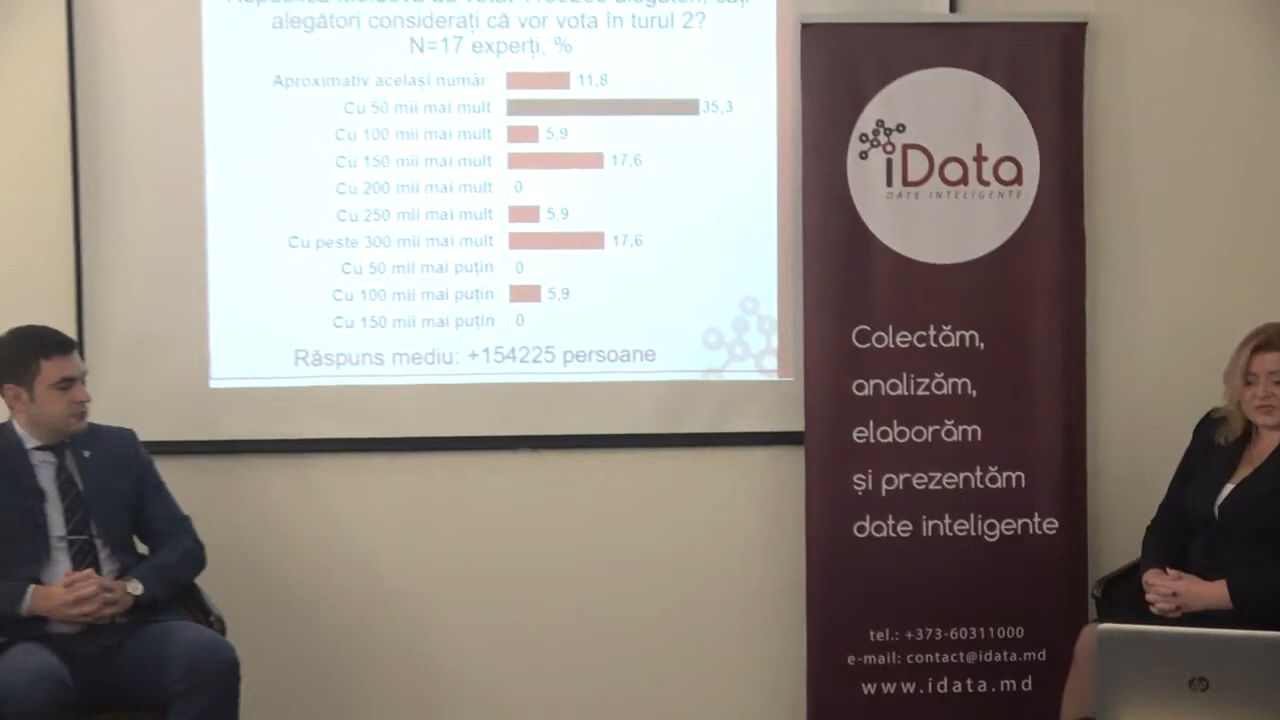 alegători considerați că vor vota în turul 2?
N=17 experți, %
Aproximativ același număr 11,8
Cu 50 mii mai mult 35,3
Cu 100 mii mai mult 5,9
Cu 150 mii mai mult 17,6
Cu 200 mii mai mult 0
Cu 250 mii mai mult 5,9
Cu peste 300 mii mai mult 17,6
Cu 50 mii mai puțin 0
Cu 100 mii mai puțin 5,9
Cu 150 mii mai puțin 0
Răspuns mediu: +154225 persoane
iData
DATE INTELIGENTE
Colectăm,
analizăm,
elaborăm
și prezentăm
date inteligente
tel.: +373-60311000
e-mail: contact@idata.md
www.idata.md
hp